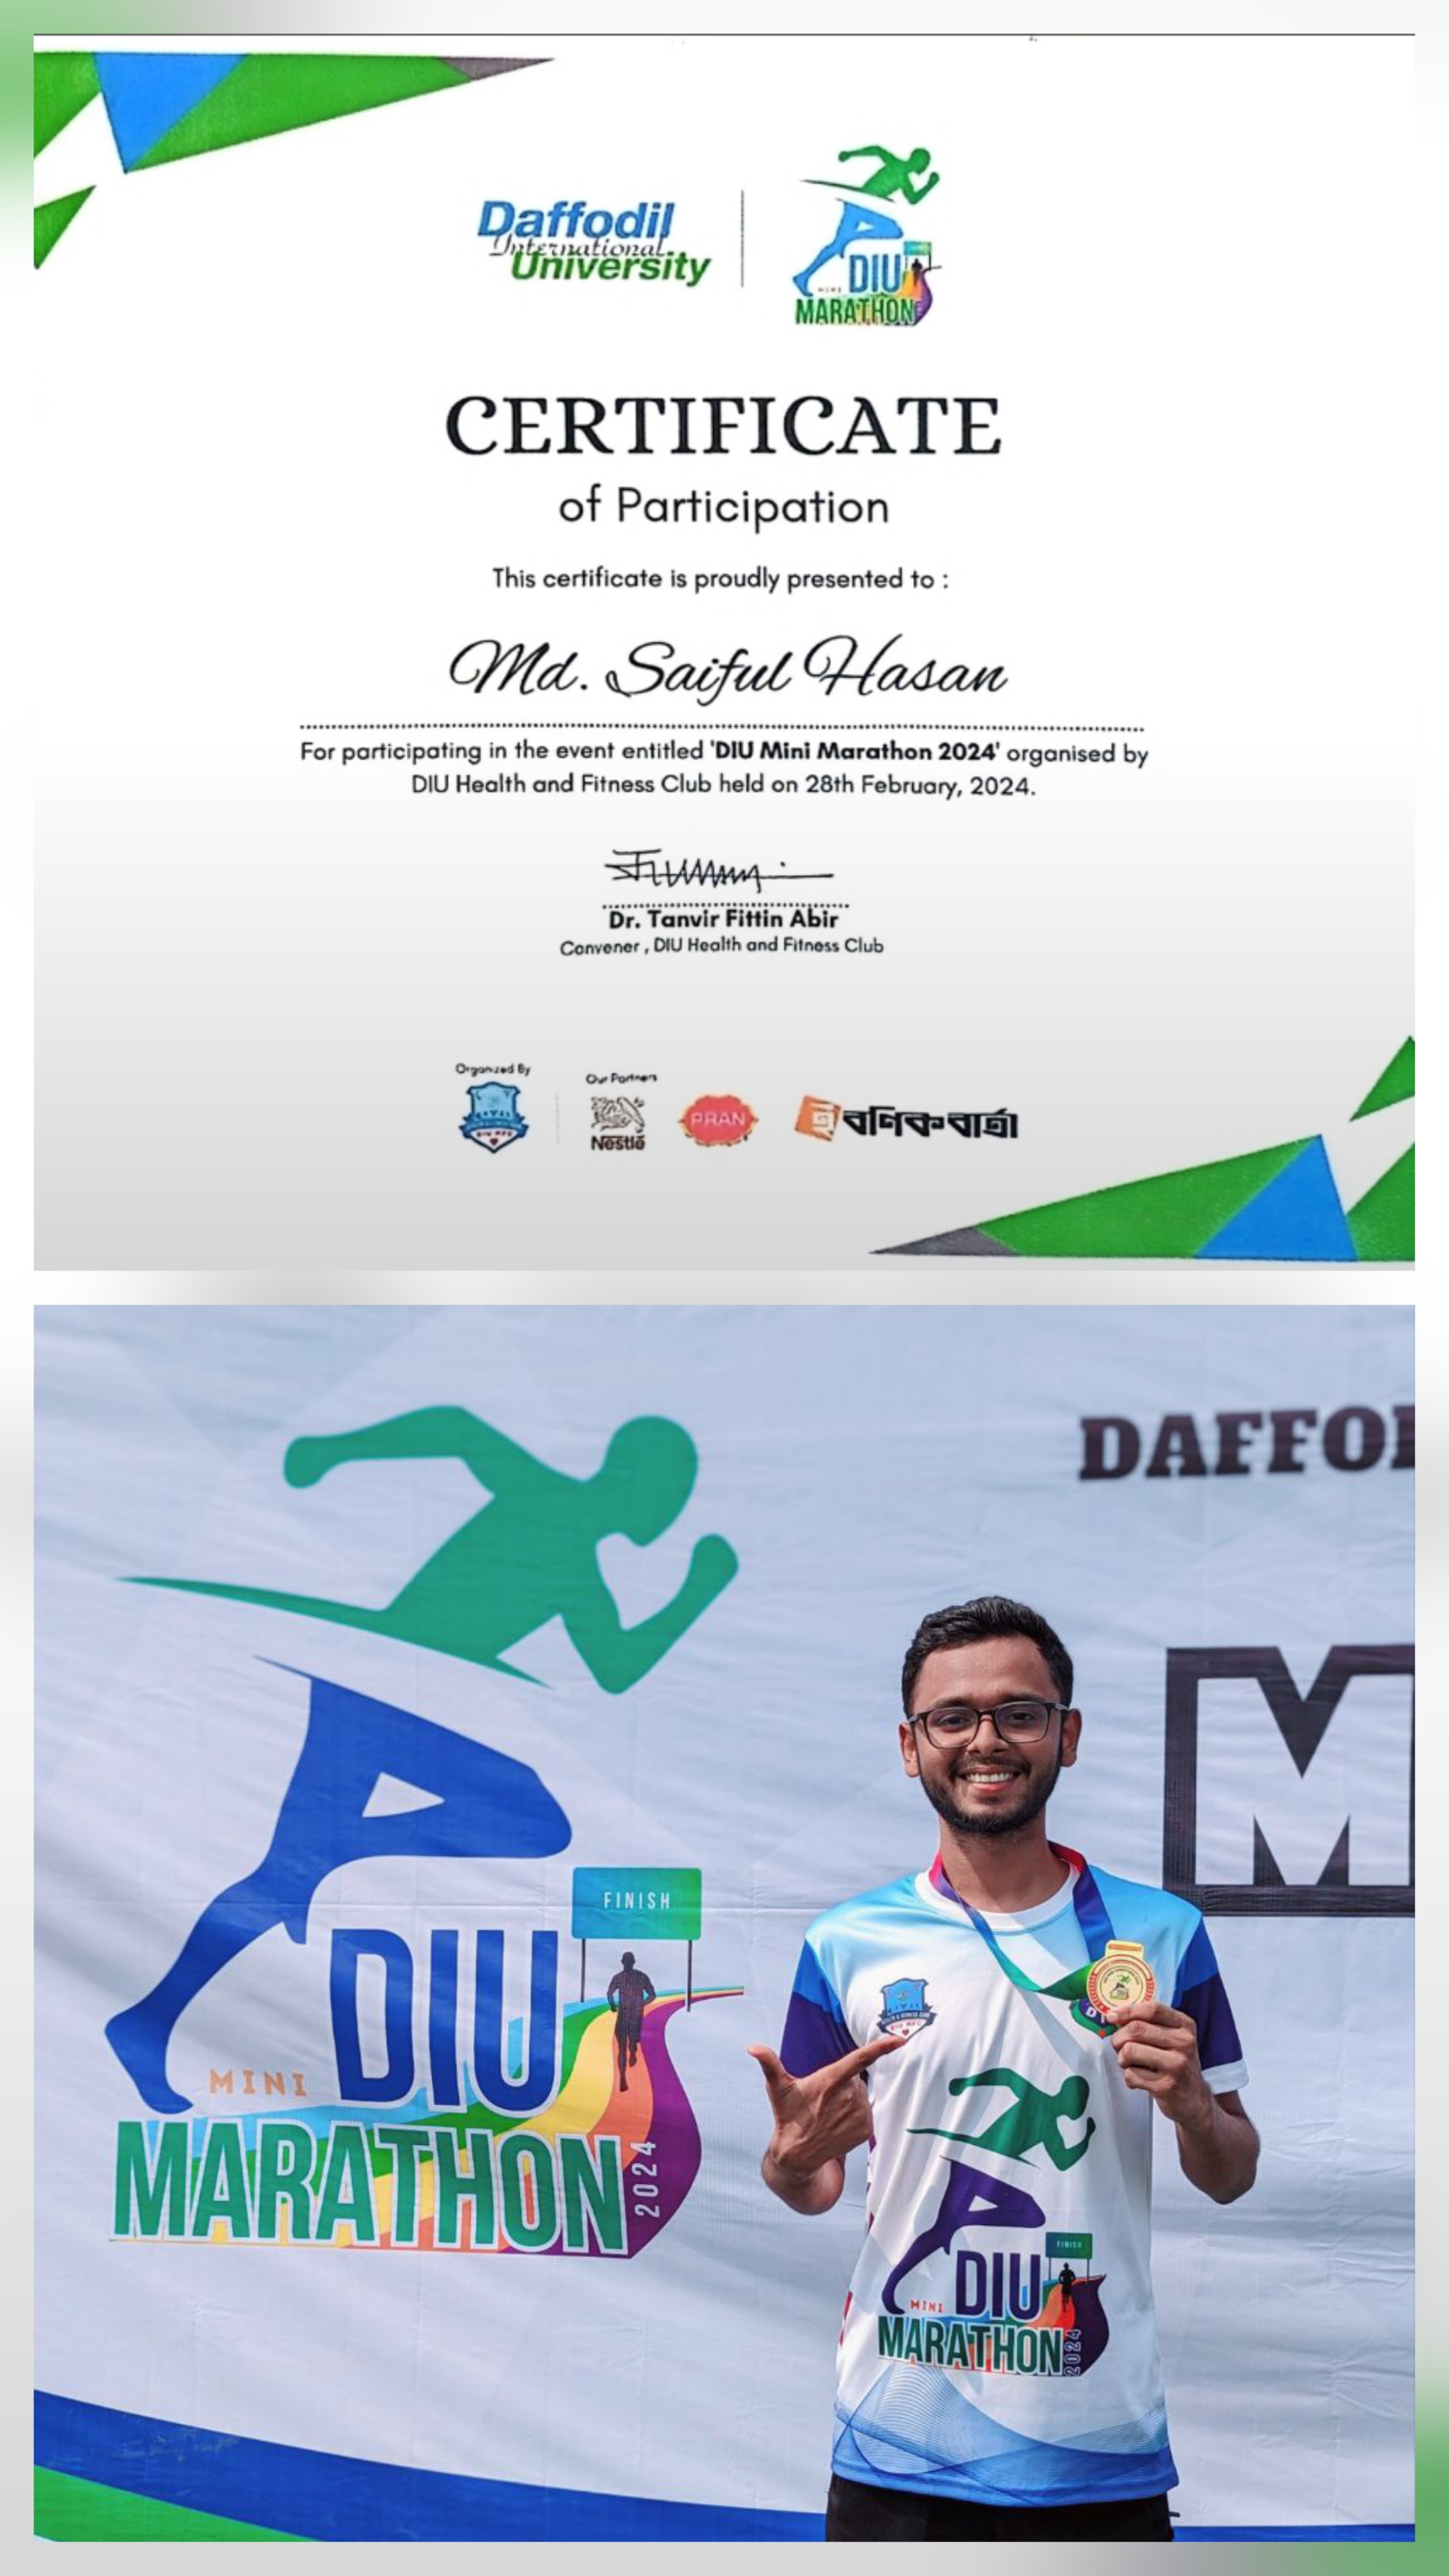 Daffodil
International
University
MINI DIU
MARATHON
CERTIFICATE
of Participation
This certificate is proudly presented to :
Md. Saiful Hasan
For participating in the event entitled 'DIU Mini Marathon 2024' organised by
DIU Health and Fitness Club held on 28th February, 2024.
Dr. Tanvir Fittin Abir
Convener , DIU Health and Fitness Club
Organized By
Our Partners
Nestlé
PRAN
বণিক বার্তা
DAFFO
M
FINISH
MINI DIU
MARATHON 2024
DIU HFC
FINISH
MINI DIU
MARATHON 2024